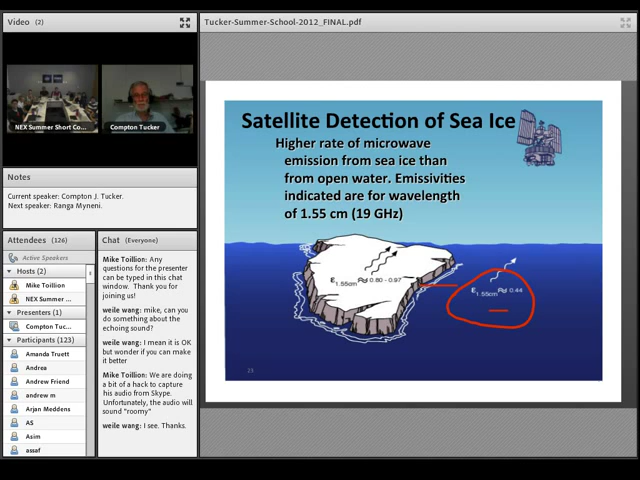 Video (2)
NEX Summer Short Co...
Compton Tucker
Notes
Current speaker: Compton J. Tucker.
Next speaker: Ranga Myneni.
Attendees (126)
Active Speakers
Hosts (2)
Mike Toillion
NEX Summer ...
Presenters (1)
Compton Tuc...
Participants (123)
Amanda Truett
Andrea
Andrew Friend
andrew m
Arjan Meddens
AS
Asim
assaf
Chat (Everyone)
Mike Toillion: Any
questions for the presenter
can be typed in this chat
window. Thank you for
joining us!
weile wang: mike, can you
do something about the
echoing sound?
weile wang: I mean it is OK
but wonder if you can make
it better
Mike Toillion: We are doing
a bit of a hack to capture
his audio from Skype.
Unfortunately, the audio will
sound "roomy"
weile wang: I see. Thanks.
Tucker-Summer-School-2012_FINAL.pdf
Satellite Detection of Sea Ice
Higher rate of microwave
emission from sea ice than
from open water. Emissivities
indicated are for wavelength
of 1.55 cm (19 GHz)
ε1.55cm ≈ 0.80 - 0.97
ε1.55cm ≈ 0.44
23